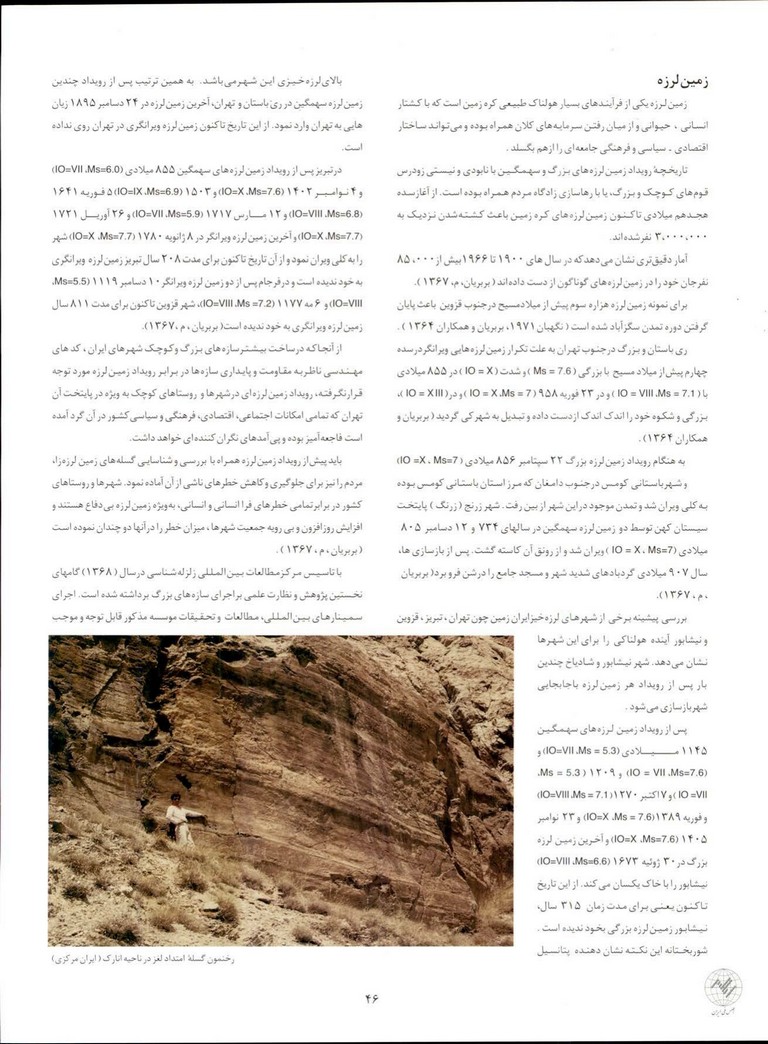 زمین‌لرزه
زمین‌لرزه یکی از فرآیندهای بسیار هولناک طبیعی کره زمین است که با کشتار
انسانی ، حیوانی و از میان رفتن سرمایه‌های کلان همراه بوده و می‌تواند ساختار
اقتصادی - سیاسی و فرهنگی جامعه‌ای را ازهم بگسلد .
تاریخچهٔ رویداد زمین‌لرزه‌های بزرگ و سهمگین با نابودی و نیستی زودرس
قوم‌های کوچک و بزرگ، یا با رهاسازی زادگاه مردم همراه بوده است. از آغازسده
هجدهم میلادی تاکنون زمین‌لرزه‌های کره زمین باعث کشته‌شدن نزدیک به
۳،۰۰۰،۰۰۰ نفرشده‌اند.
آمار دقیق‌تری نشان می‌دهدکه در سال های ۱۹۰۰ تا ۱۹۶۶ بیش از ۸۵،۰۰۰
نفرجان خود را در زمین‌لرزه‌های گوناگون از دست داده‌اند ( بربریان، م، ۱۳۶۷ ).
برای نمونه زمین‌لرزه هزاره سوم پیش از میلادمسیح درجنوب قزوین باعث پایان
گرفتن دوره تمدن سگزآباد شده است ( نگهبان ۱۹۷۱، بربریان و همکاران ۱۳۶۴ ) .
ری باستان و بزرگ درجنوب تهران به علت تکرار زمین‌لرزه‌هایی ویرانگردرسده
چهارم پیش‌از میلاد مسیح با بزرگی ( Ms = 7.6 ) و شدت ( IO = X ) در ۸۵۵ میلادی
با ( IO = VIII ،Ms = 7.1 ) و در ۲۳ فوریه ۹۵۸ ( IO = X ،Ms = 7 ) و در( IO = XIII )،
بزرگی و شکوه خود را اندک اندک ازدست داده و تبدیل به شهرکی گردید ( بربریان و
همکاران ۱۳۶۴ ) .
به هنگام رویداد زمین‌لرزه بزرگ ۲۲ سپتامبر ۸۵۶ میلادی ( IO =X ، Ms=7)
و شهرباستانی کومس درجنوب دامغان که مرز استان باستانی کومس بوده
به کلی ویران شد و تمدن موجود دراین شهر از بین رفت . شهر زرنج ( زرنگ ) پایتخت
سیستان کهن توسط دو زمین‌لرزه سهمگین در سالهای ۷۳۴ و ۱۲ دسامبر ۸۰۵
میلادی (IO = X ، Ms=7 ) ویران شد و از رونق آن کاسته گشت . پس از بازسازی ها،
سال ۹۰۷ میلادی گردبادهای شدید شهر و مسجد جامع را درشن فرو برد( بربریان
، م ، ۱۳۶۷).
بررسی پیشینه برخی از شهرهای لرزه‌خیزایران زمین چون تهران ، تبریز ، قزوین
و نیشابور آینده هولناکی را برای این شهرها
نشان می‌دهد. شهر نیشابور و شادیاخ چندین
بار پس از رویداد هر زمین‌لرزه باجابجایی
شهربازسازی می‌شود .
پس از رویداد زمین لرزه‌های سهمگین
۱۱۴۵ میـــلادی (IO=VII ،Ms = 5.3) و
(IO = VII ،Ms=7.6) و ۱۲۰۹ ( Ms = 5.3،
IO =VII) و ۷ اکتبر ۱۲۷۰ (IO=VIII ،Ms = 7.1)
و فوریه ۱۳۸۹ (IO=X ،Ms = 7.6) و ۲۳ نوامبر
۱۴۰۵ (IO=X ،Ms=7.6) و آخرین زمین لرزه
بزرگ در ۳۰ ژوئیه ۱۶۷۳ (IO=VIII ،Ms=6.6)
نیشابور را با خاک یکسان می کند. از این تاریخ
تاکنون یعنی برای مدت زمان ۳۱۵ سال،
نیشابور زمین‌لرزه بزرگی بخود ندیده است .
شوربختانه این نکته نشان دهنده پتانسیل
بالای‌لرزه‌خیزی این شهرمی‌باشد. به همین ترتیب پس از رویداد چندین
زمین‌لرزه سهمگین در ری باستان و تهران، آخرین زمین‌لرزه در ۲۴ دسامبر ۱۸۹۵ زیان
هایی به تهران وارد نمود. از این تاریخ تاکنون زمین‌لرزه ویرانگری در تهران روی نداده
است.
درتبریز پس از رویداد زمین‌لرزه های سهمگین ۸۵۵ میلادی (IO=VII ،Ms=6.0)
و ۴ نوامبر ۱۴۰۲ (IO=X ،Ms=7.6) و ۱۵۰۳ (IO=IX ،Ms=6.9) ۵ فوریه ۱۶۴۱
(IO=VIII ،Ms=6.8) و ۱۲ مارس ۱۷۱۷ (IO=VII ،Ms=5.9) و ۲۶ آوریل ۱۷۲۱
(IO=X ،Ms=7.7) و آخرین زمین لرزه ویرانگر در ۸ ژانویه ۱۷۸۰ (IO=X ،Ms=7.7) شهر
را به کلی ویران نمود و از آن تاریخ تاکنون برای مدت ۲۰۸ سال تبریز زمین لرزه ویرانگری
به خود ندیده است و درفرجام پس از دو زمین لرزه ویرانگر ۱۰ دسامبر ۱۱۱۹ (Ms=5.5،
IO=VIII) و ۶ مه ۱۱۷۷ (IO=VIII ،Ms =7.2)، شهر قزوین تاکنون برای مدت ۸۱۱ سال
زمین‌لرزه ویرانگری به خود ندیده است( بربریان ، م ،۱۳۶۷).
از آنجاکه درساخت بیشترسازه‌های بزرگ وکوچک شهرهای ایران ، کد های
مهندسی ناظربه مقاومت و پایداری سازه‌ها در برابر رویداد زمین‌لرزه مورد توجه
قرارنگرفته، رویداد زمین‌لرزه ای درشهرها و روستاهای کوچک به ویژه در پایتخت آن
تهران که تمامی امکانات اجتماعی، اقتصادی، فرهنگی و سیاسی کشور در آن گرد آمده
است فاجعه‌آمیز بوده و پی آمدهای نگران کننده‌ای خواهد داشت.
باید پیش‌از رویداد زمین‌لرزه همراه با بررسی و شناسایی گسله‌های زمین لرزه‌زا،
مردم را نیز برای جلوگیری و کاهش خطرهای ناشی از آن آماده نمود. شهرها و روستاهای
کشور در برابرتمامی خطرهای فرا انسانی و انسانی، به‌ویژه زمین‌لرزه بی‌دفاع هستند و
افزایش روزافزون و بی رویه جمعیت شهرها ، میزان خطر را درآنها دو چندان نموده است
( بربریان ، م ، ۱۳۶۷ ) .
با تاسیس مرکزمطالعات بین‌المللی زلزله‌شناسی درسال ( ۱۳۶۸ ) گامهای
نخستین پژوهش و نظارت علمی براجرای سازه‌های بزرگ برداشته شده است. اجرای
سمینارهای بین‌المللی، مطالعات و تحقیقات موسسه مذکور قابل توجه و موجب
رخنمون گسلهٔ امتداد لغز در ناحیه انارک ( ایران مرکزی)
۴۶